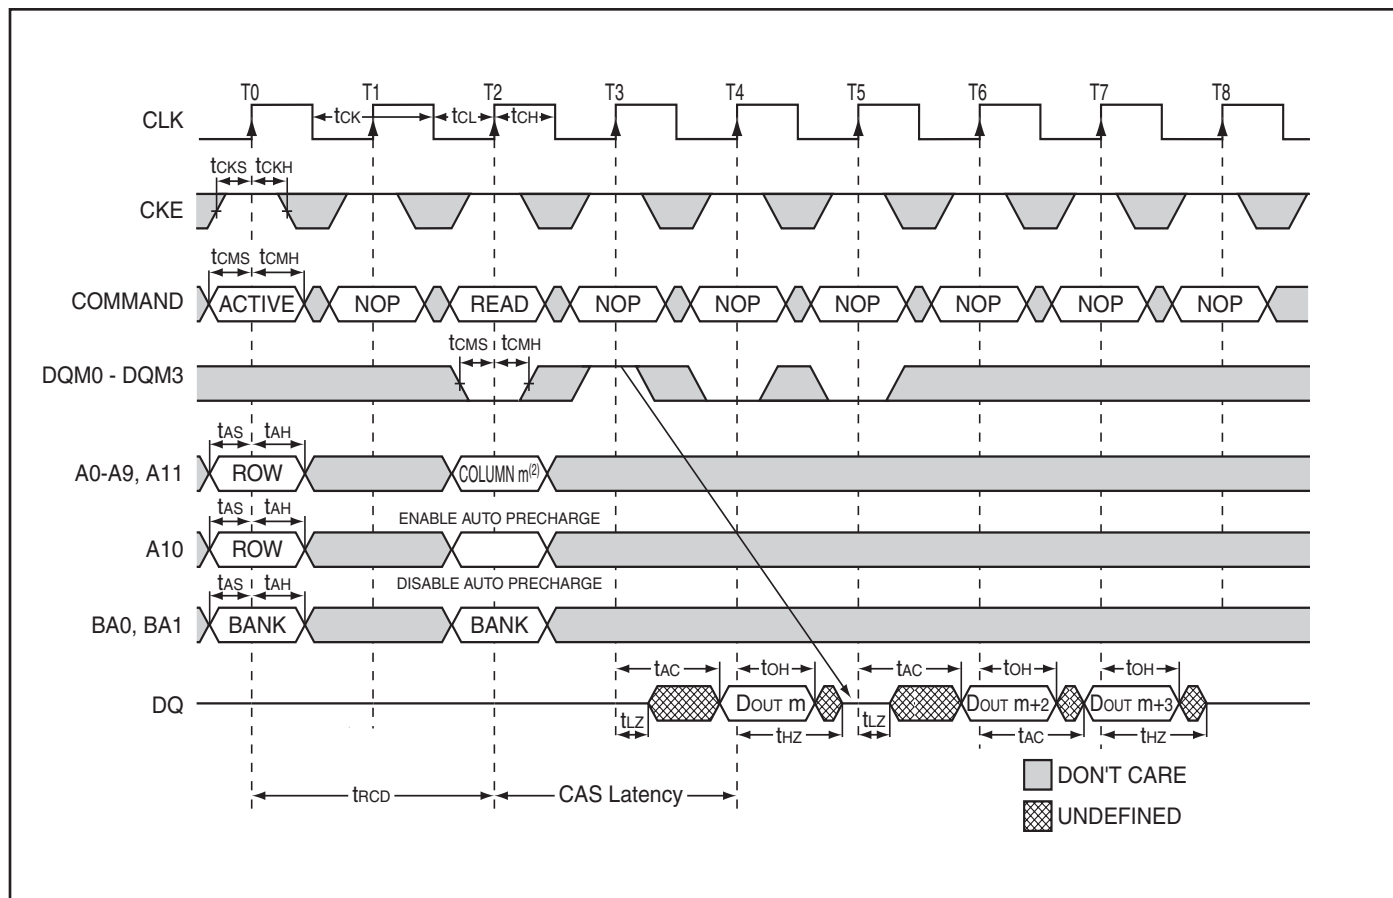 T0 T1 T2 T3 T4 T5 T6 T7 T8
CLK tCK tCL tCH
tCKS tCKH
CKE
tCMS tCMH
COMMAND ACTIVE NOP READ NOP NOP NOP NOP NOP NOP
tCMS tCMH
DQM0 - DQM3
tAS tAH
A0-A9, A11 ROW COLUMN m(2)
tAS tAH ENABLE AUTO PRECHARGE
A10 ROW
tAS tAH DISABLE AUTO PRECHARGE
BA0, BA1 BANK BANK
tAC tOH tAC tOH tOH
DQ DOUT m DOUT m+2 DOUT m+3
tLZ tHZ tLZ tAC tHZ
DON'T CARE
tRCD CAS Latency
UNDEFINED